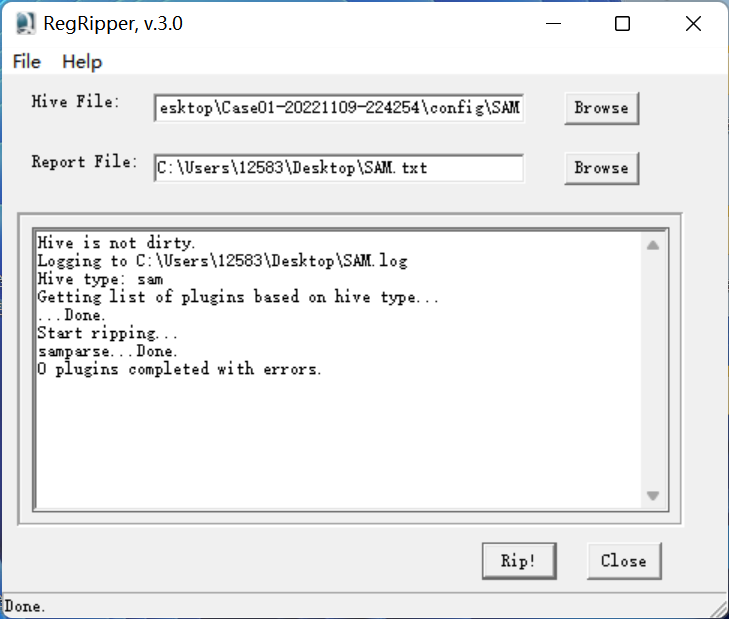 RegRipper, v.3.0
File Help
Hive File: esktop\Case01-20221109-224254\config\SAM Browse
Report File: C:\Users\12583\Desktop\SAM.txt Browse
Hive is not dirty.
Logging to C:\Users\12583\Desktop\SAM.log
Hive type: sam
Getting list of plugins based on hive type...
...Done.
Start ripping...
samparse...Done.
0 plugins completed with errors.
Rip! Close
Done.